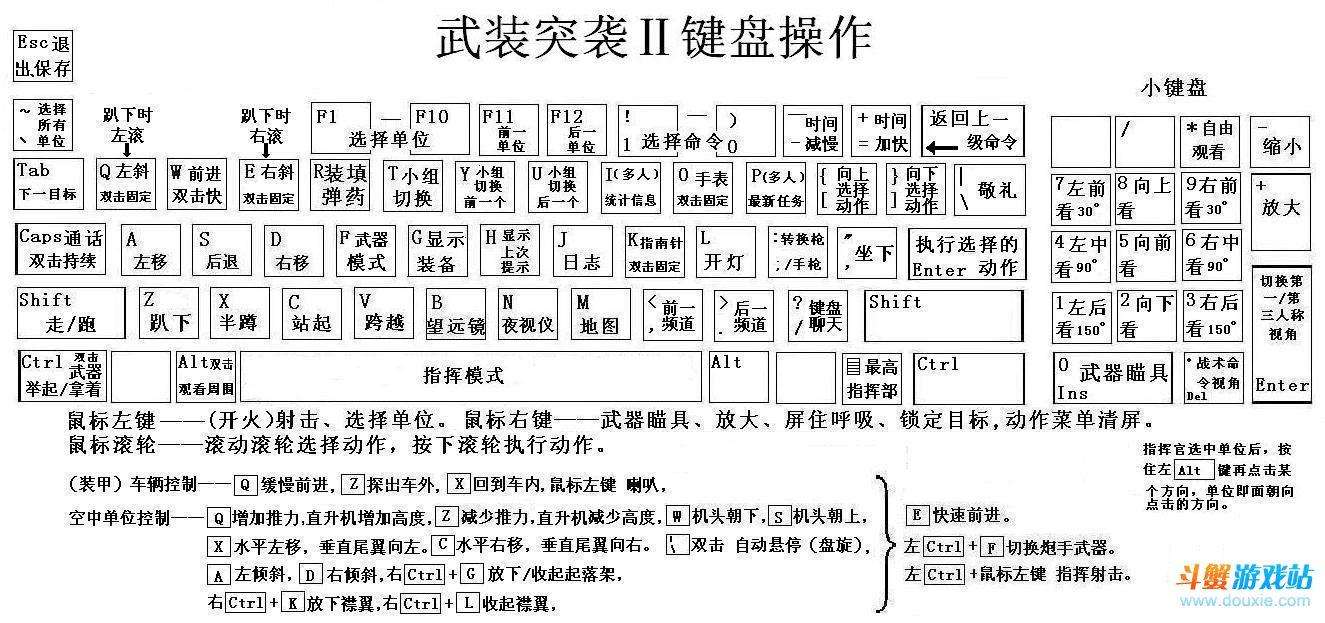 武装突袭Ⅱ键盘操作
Esc退
出、保存
小键盘
~ 选择
所有
、 单位
趴下时
左滚
趴下时
右滚
F1 — F10
选择单位
F11
前一
单位
F12
后一
单位
! — )
1 选择命令 0
—时间
-减慢
+ 时间
= 加快
返回上一
级命令
/
*自由
观看
-
缩小
Tab
下一目标
Q 左斜
双击固定
W 前进
双击快
E 右斜
双击固定
R装填
弹药
T小组
切换
Y 小组
切换
前一个
U 小组
切换
后一个
I(多人)
统计信息
O 手表
双击固定
P(多人)
最新任务
{ 向上
选择
[ 动作
} 向下
选择
] 动作
|
\ 敬礼
7左前
看30°
8向上
看
9右前
看30°
+
放大
Caps通话
双击持续
A
左移
S
后退
D
右移
F武器
模式
G显示
装备
H 显示
上次
提示
J
日志
K指南针
双击固定
L
开灯
:转换枪
;/手枪
"
, 坐下
执行选择的
Enter 动作
4左中
看90°
5向前
看
6右中
看90°
Shift
走/跑
Z
趴下
X
半蹲
C
站起
V
跨越
B
望远镜
N
夜视仪
M
地图
< 前一
, 频道
> 后一
. 频道
? 键盘
/ 聊天
Shift
1左后
看150°
2向下
看
3右后
看150°
切换第
一/第
三人称
视角
Enter
Ctrl 双击
武器
举起/拿着
Alt双击
观看周围
指挥模式
Alt
最高
指挥部
Ctrl
0 武器瞄具
Ins
·战术命
令视角
Del
鼠标左键——(开火)射击、选择单位。鼠标右键——武器瞄具、放大、屏住呼吸、锁定目标,动作菜单清屏。
鼠标滚轮——滚动滚轮选择动作，按下滚轮执行动作。
指挥官选中单位后，按
住左 Alt 键再点击某
个方向，单位即面朝向
点击的方向。
(装甲）车辆控制—— Q 缓慢前进, Z 探出车外, X 回到车内,鼠标左键 喇叭,
空中单位控制—— Q 增加推力,直升机增加高度, Z 减少推力,直升机减少高度, W 机头朝下, S 机头朝上,
X 水平左移，垂直尾翼向左。 C 水平右移，垂直尾翼向右。 \ 双击 自动悬停（盘旋),
A 左倾斜, D 右倾斜,右 Ctrl + G 放下/收起起落架,
右 Ctrl + K 放下襟翼,右 Ctrl + L 收起襟翼,
E 快速前进。
左 Ctrl + F 切换炮手武器。
左 Ctrl +鼠标左键 指挥射击。
斗蟹游戏站
www.douxie.com